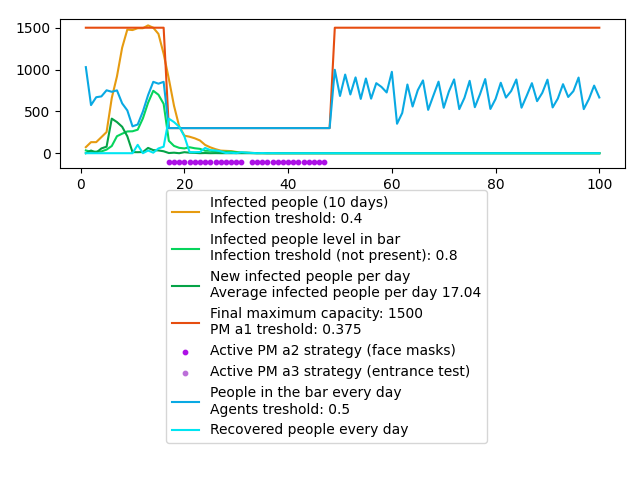 1500
1000
500
0
0
20
40
60
80
100
Infected people (10 days)
Infection treshold: 0.4
Infected people level in bar
Infection treshold (not present): 0.8
New infected people per day
Average infected people per day 17.04
Final maximum capacity: 1500
PM a1 treshold: 0.375
Active PM a2 strategy (face masks)
Active PM a3 strategy (entrance test)
People in the bar every day
Agents treshold: 0.5
Recovered people every day